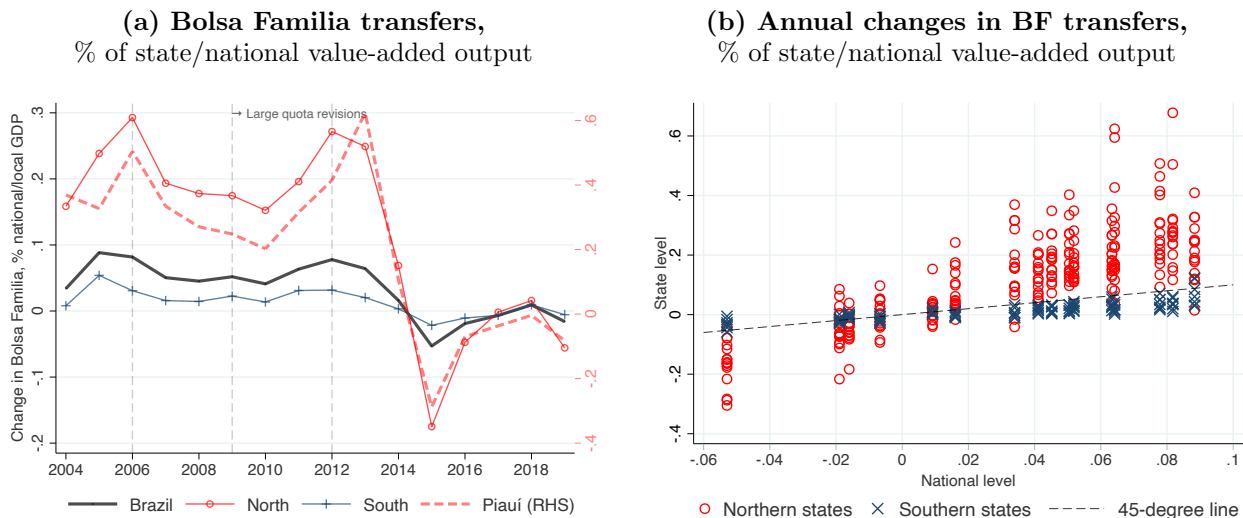 (a) Bolsa Familia transfers,
% of state/national value-added output
Change in Bolsa Familia, % national/local GDP
.3
.2
.1
0
-.1
-.2
→ Large quota revisions
.6
.4
.2
0
-.2
-.4
2004 2006 2008 2010 2012 2014 2016 2018
Brazil North South Piauí (RHS)
(b) Annual changes in BF transfers,
% of state/national value-added output
State level
.6
.4
.2
0
-.2
-.4
-.06 -.04 -.02 0 .02 .04 .06 .08 .1
National level
Northern states Southern states 45-degree line